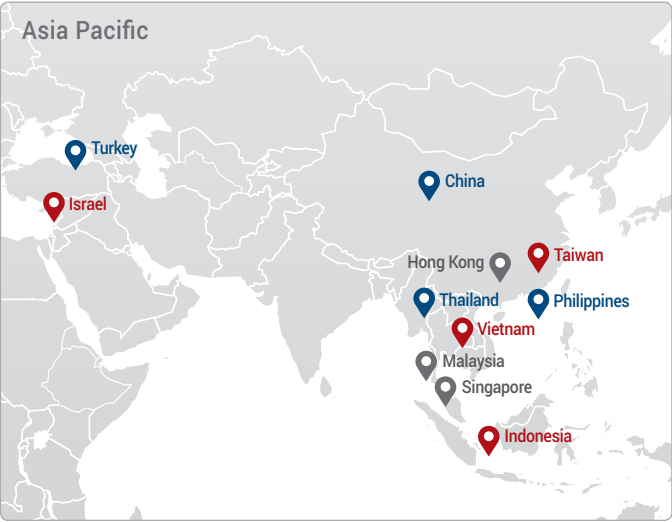 Asia Pacific
Turkey
China
Israel
Taiwan
Hong Kong
Thailand
Philippines
Vietnam
Malaysia
Singapore
Indonesia